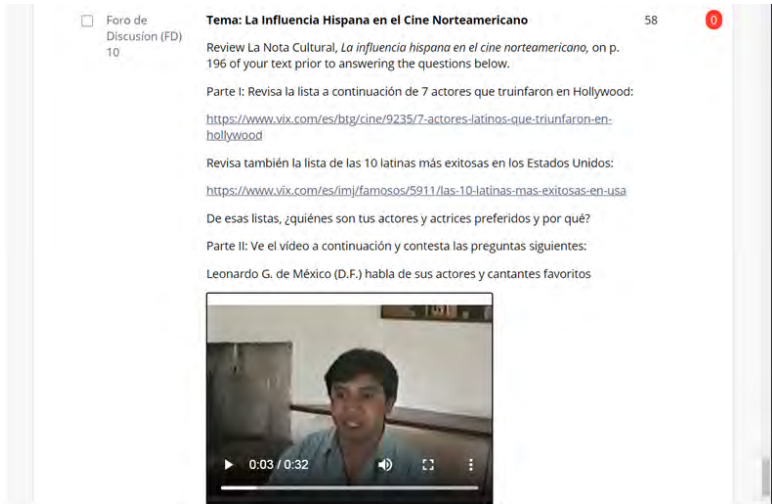 Foro de
Discusíon (FD)
10
Tema: La Influencia Hispana en el Cine Norteamericano
58
0
Review La Nota Cultural, La influencia hispana en el cine norteamericano, on p.
196 of your text prior to answering the questions below.
Parte I: Revisa la lista a continuación de 7 actores que truinfaron en Hollywood:
https://www.vix.com/es/btg/cine/9235/7-actores-latinos-que-triunfaron-en-
hollywood
Revisa también la lista de las 10 latinas más exitosas en los Estados Unidos:
https://www.vix.com/es/imj/famosos/5911/las-10-latinas-mas-exitosas-en-usa
De esas listas, ¿quiénes son tus actores y actrices preferidos y por qué?
Parte II: Ve el vídeo a continuación y contesta las preguntas siguientes:
Leonardo G. de México (D.F.) habla de sus actores y cantantes favoritos
0:03 / 0:32